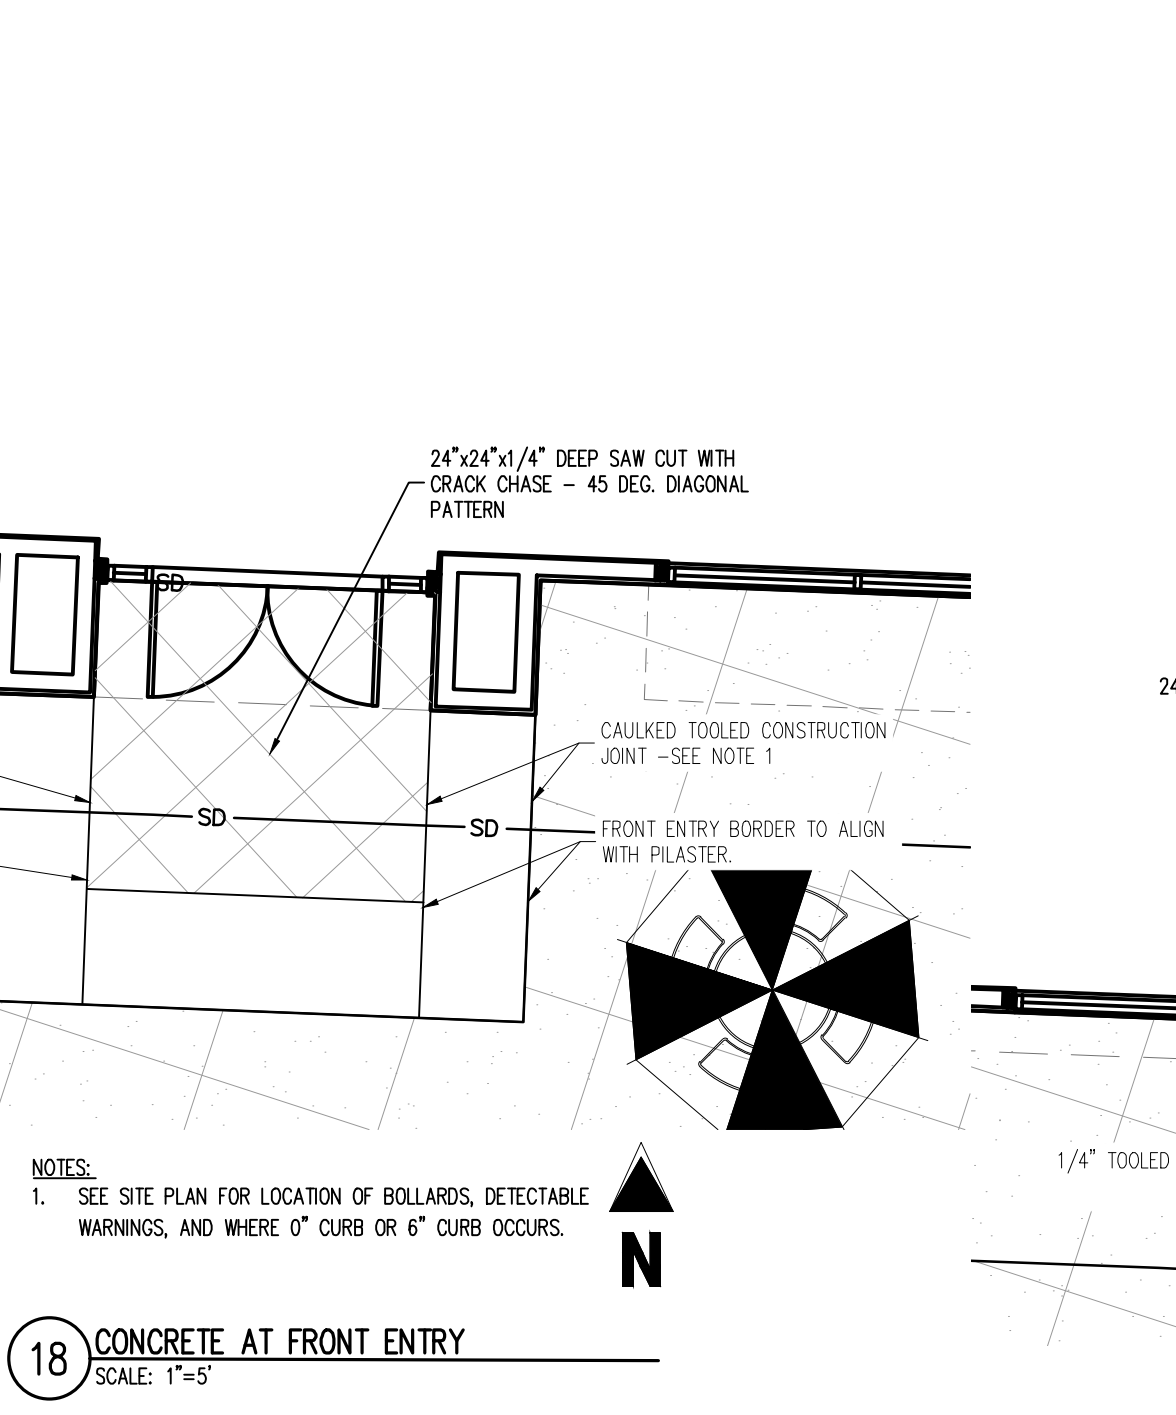 24"x24"x1/4" DEEP SAW CUT WITH
CRACK CHASE – 45 DEG. DIAGONAL
PATTERN
SD
24
CAULKED TOOLED CONSTRUCTION
JOINT –SEE NOTE 1
SD
SD
FRONT ENTRY BORDER TO ALIGN
WITH PILASTER.
1/4" TOOLED
NOTES:
1. SEE SITE PLAN FOR LOCATION OF BOLLARDS, DETECTABLE
WARNINGS, AND WHERE 0" CURB OR 6" CURB OCCURS.
N
18
CONCRETE AT FRONT ENTRY
SCALE: 1"=5'